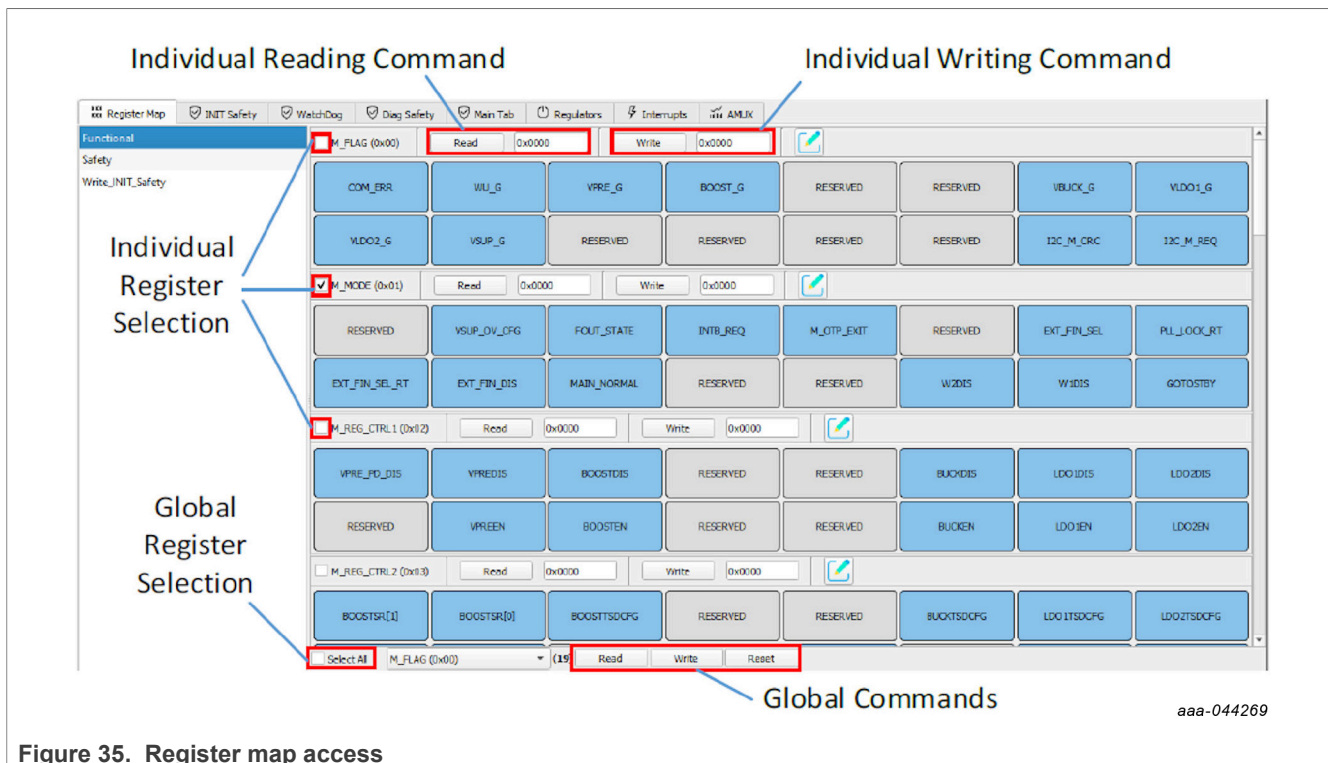 Individual Reading Command
Individual Writing Command
Register Map INIT Safety WatchDog Diag Safety Main Tab Regulators Interrupts AMUX
Functional
Safety
Write_INIT_Safety
M_FLAG (0x00) Read 0x0000 Write 0x0000
COM_ERR WU_G VPRE_G BOOST_G RESERVED RESERVED VBUCK_G VLDO1_G
VLDO2_G VSUP_G RESERVED RESERVED RESERVED RESERVED I2C_M_CRC I2C_M_REQ
Individual
Register
Selection
M_MODE (0x01) Read 0x0000 Write 0x0000
RESERVED VSUP_OV_CFG FOUT_STATE INTB_REQ M_OTP_EXIT RESERVED EXT_FIN_SEL PLL_LOCK_RT
EXT_FIN_SEL_RT EXT_FIN_DIS MAIN_NORMAL RESERVED RESERVED W2DIS W1DIS GOTOSTBY
M_REG_CTRL1 (0x02) Read 0x0000 Write 0x0000
VPRE_PD_DIS VPREDIS BOOSTDIS RESERVED RESERVED BUCKDIS LDO1DIS LDO2DIS
RESERVED VPREEN BOOSTEN RESERVED RESERVED BUCKEN LDO1EN LDO2EN
Global
Register
Selection
M_REG_CTRL2 (0x03) Read 0x0000 Write 0x0000
BOOSTSR[1] BOOSTSR[0] BOOSTTSDCFG RESERVED RESERVED BUCKTSDCFG LDO1TSDCFG LDO2TSDCFG
Select All M_FLAG (0x00) (19) Read Write Reset
Global Commands
aaa-044269
Figure 35. Register map access